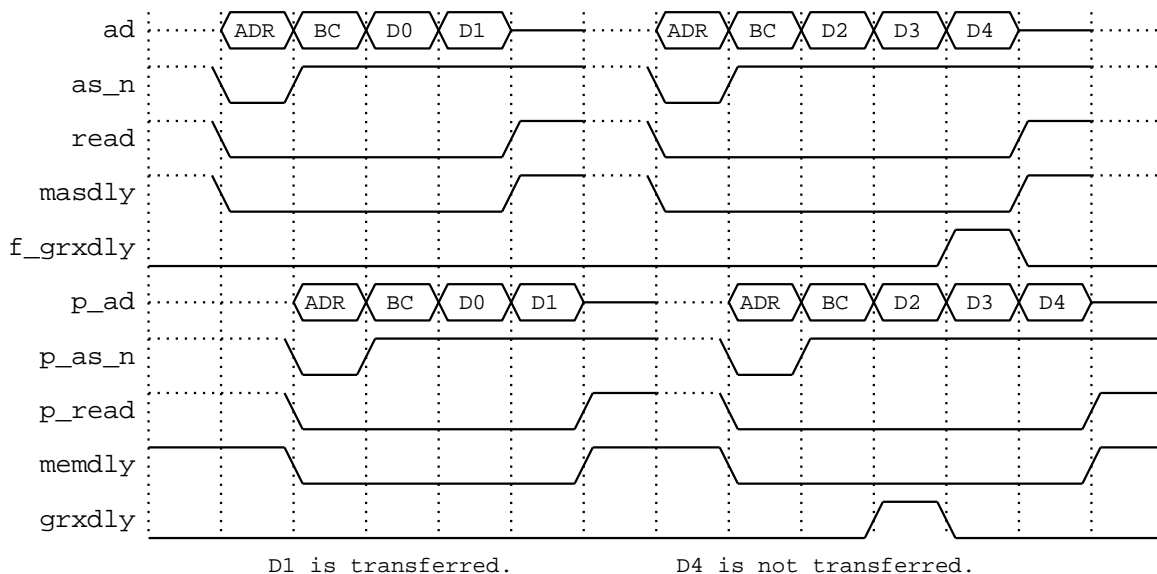 ad ADR BC D0 D1 ADR BC D2 D3 D4
as_n
read
masdly
f_grxdly
p_ad ADR BC D0 D1 ADR BC D2 D3 D4
p_as_n
p_read
memdly
grxdly
D1 is transferred. D4 is not transferred.